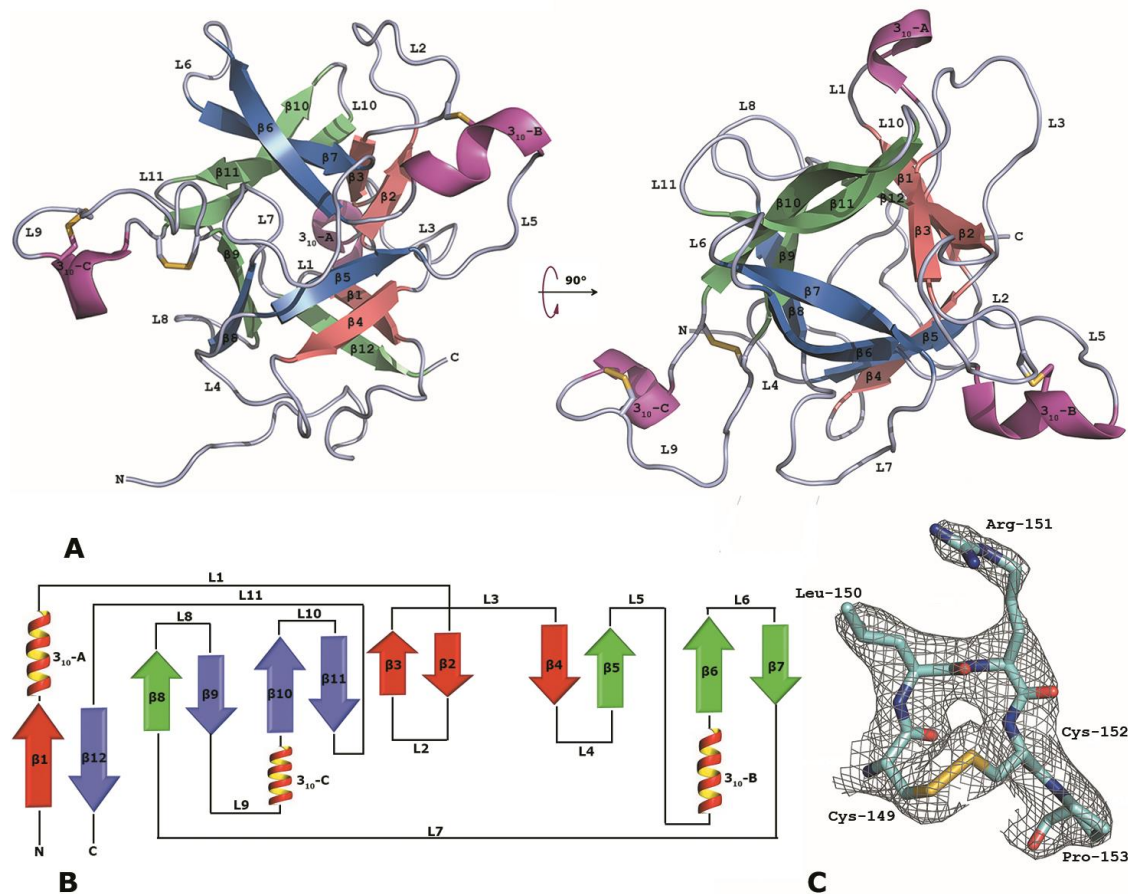 L6
L2
β10
L10
β6
3₁₀-B
β7
β3
L11
β11
β2
L9
L7
L5
3₁₀-A
L3
3₁₀-C
β9
L1
β5
β1
L8
β4
β8
β12
C
L4
N
90°
3₁₀-A
L1
L8
L3
L10
β1
L11
β12
β10
β11
β3
β2
C
L6
β9
β7
L2
N
β8
L5
β5
β6
L4
β4
3₁₀-C
3₁₀-B
L9
L7
A
L1
L11
L8
L10
L3
L5
L6
3₁₀-A
β8
β9
β10
β11
β3
β2
β4
β5
β6
β7
β1
β12
L2
L4
3₁₀-C
3₁₀-B
L9
L7
N
C
B
Arg-151
Leu-150
Cys-152
Cys-149
Pro-153
C